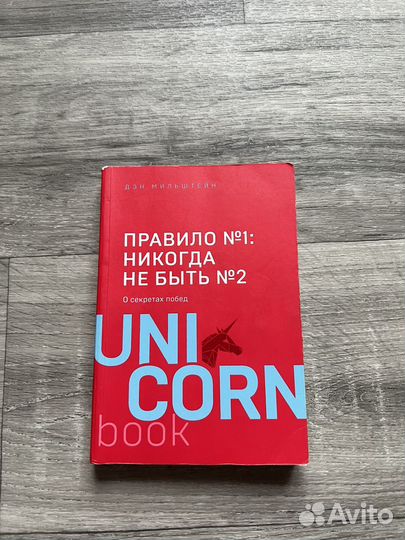 ДЭН МИЛЬШТЕЙН
ПРАВИЛО №1:
НИКОГДА
НЕ БЫТЬ №2
О секретах побед
UNI
CORN
book
Avito